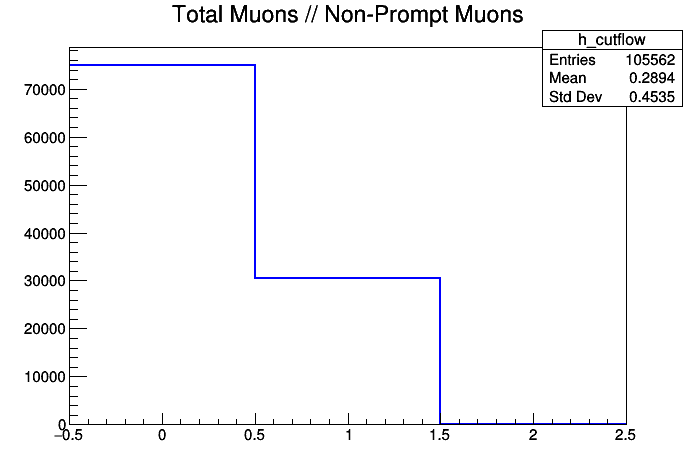 Total Muons // Non-Prompt Muons
h_cutflow
Entries 105562
Mean 0.2894
Std Dev 0.4535
70000
60000
50000
40000
30000
20000
10000
0
−0.5 0 0.5 1 1.5 2 2.5